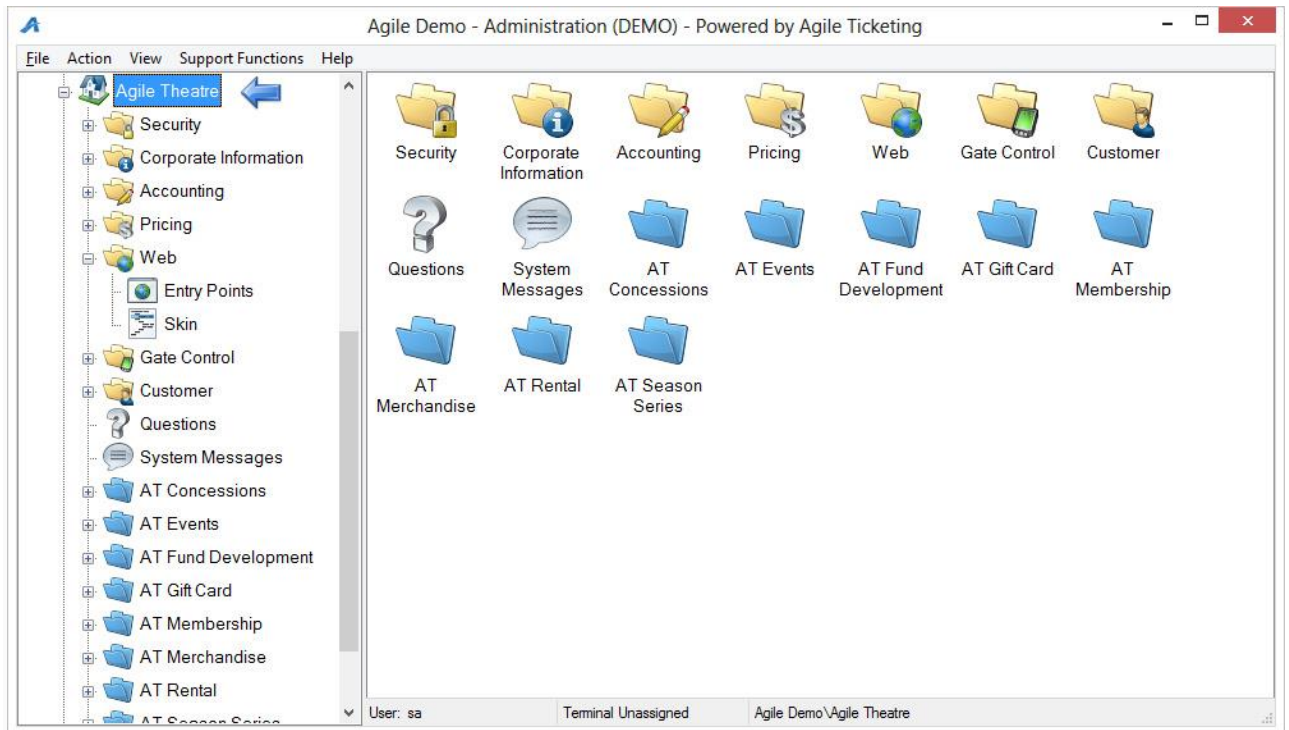 Agile Demo - Administration (DEMO) - Powered by Agile Ticketing
File Action View Support Functions Help
Agile Theatre
Security
Corporate Information
Accounting
Pricing
Web
Entry Points
Skin
Gate Control
Customer
Questions
System Messages
AT Concessions
AT Events
AT Fund Development
AT Gift Card
AT Membership
AT Merchandise
AT Rental
AT Season Series
Security
Corporate
Information
Accounting
Pricing
Web
Gate Control
Customer
Questions
System
Messages
AT
Concessions
AT Events
AT Fund
Development
AT Gift Card
AT
Membership
AT
Merchandise
AT Rental
AT Season
Series
User: sa
Terminal Unassigned
Agile Demo\Agile Theatre